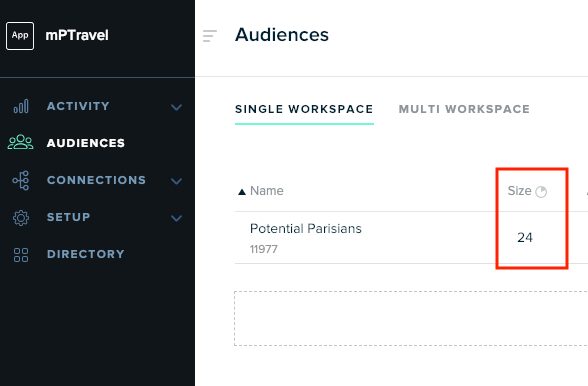 App mPTravel
ACTIVITY
AUDIENCES
CONNECTIONS
SETUP
DIRECTORY
Audiences
SINGLE WORKSPACE MULTI WORKSPACE
Name Size
Potential Parisians 24
11977